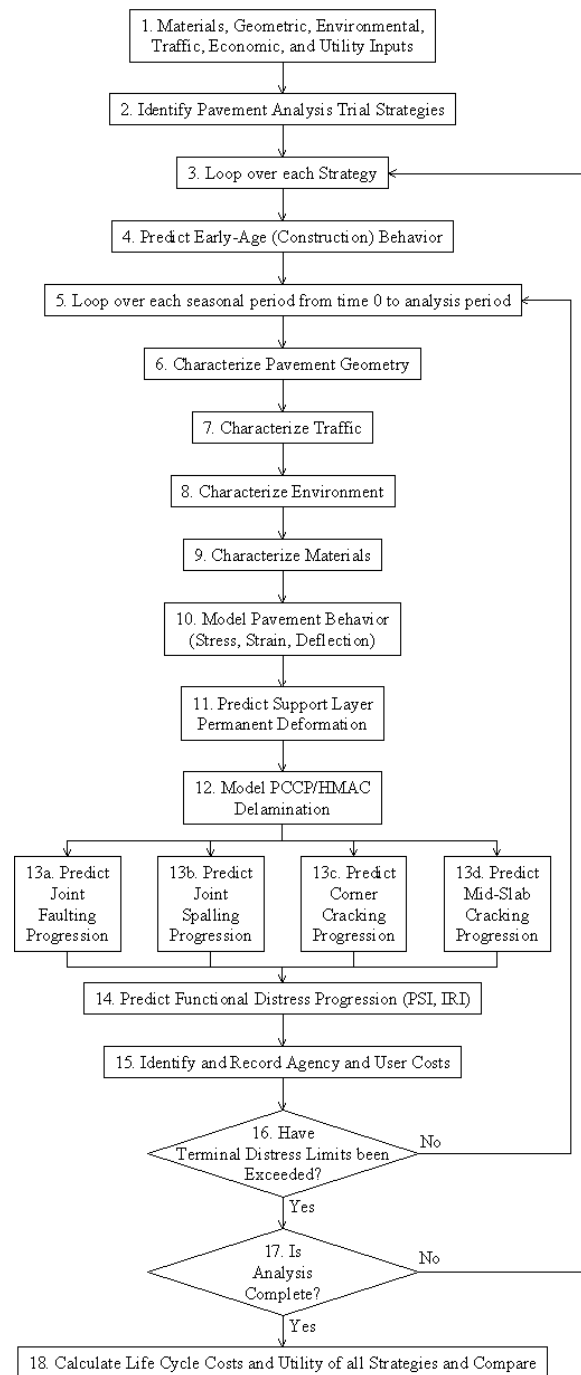 1. Materials, Geometric, Environmental,
Traffic, Economic, and Utility Inputs
2. Identify Pavement Analysis Trial Strategies
3. Loop over each Strategy
4. Predict Early-Age (Construction) Behavior
5. Loop over each seasonal period from time 0 to analysis period
6. Characterize Pavement Geometry
7. Characterize Traffic
8. Characterize Environment
9. Characterize Materials
10. Model Pavement Behavior
(Stress, Strain, Deflection)
11. Predict Support Layer
Permanent Deformation
12. Model PCCP/HMAC
Delamination
13a. Predict
Joint
Faulting
Progression
13b. Predict
Joint
Spalling
Progression
13c. Predict
Corner
Cracking
Progression
13d. Predict
Mid-Slab
Cracking
Progression
14. Predict Functional Distress Progression (PSI, IRI)
15. Identify and Record Agency and User Costs
16. Have
Terminal Distress Limits been
Exceeded?
No
Yes
17. Is
Analysis
Complete?
No
Yes
18. Calculate Life Cycle Costs and Utility of all Strategies and Compare